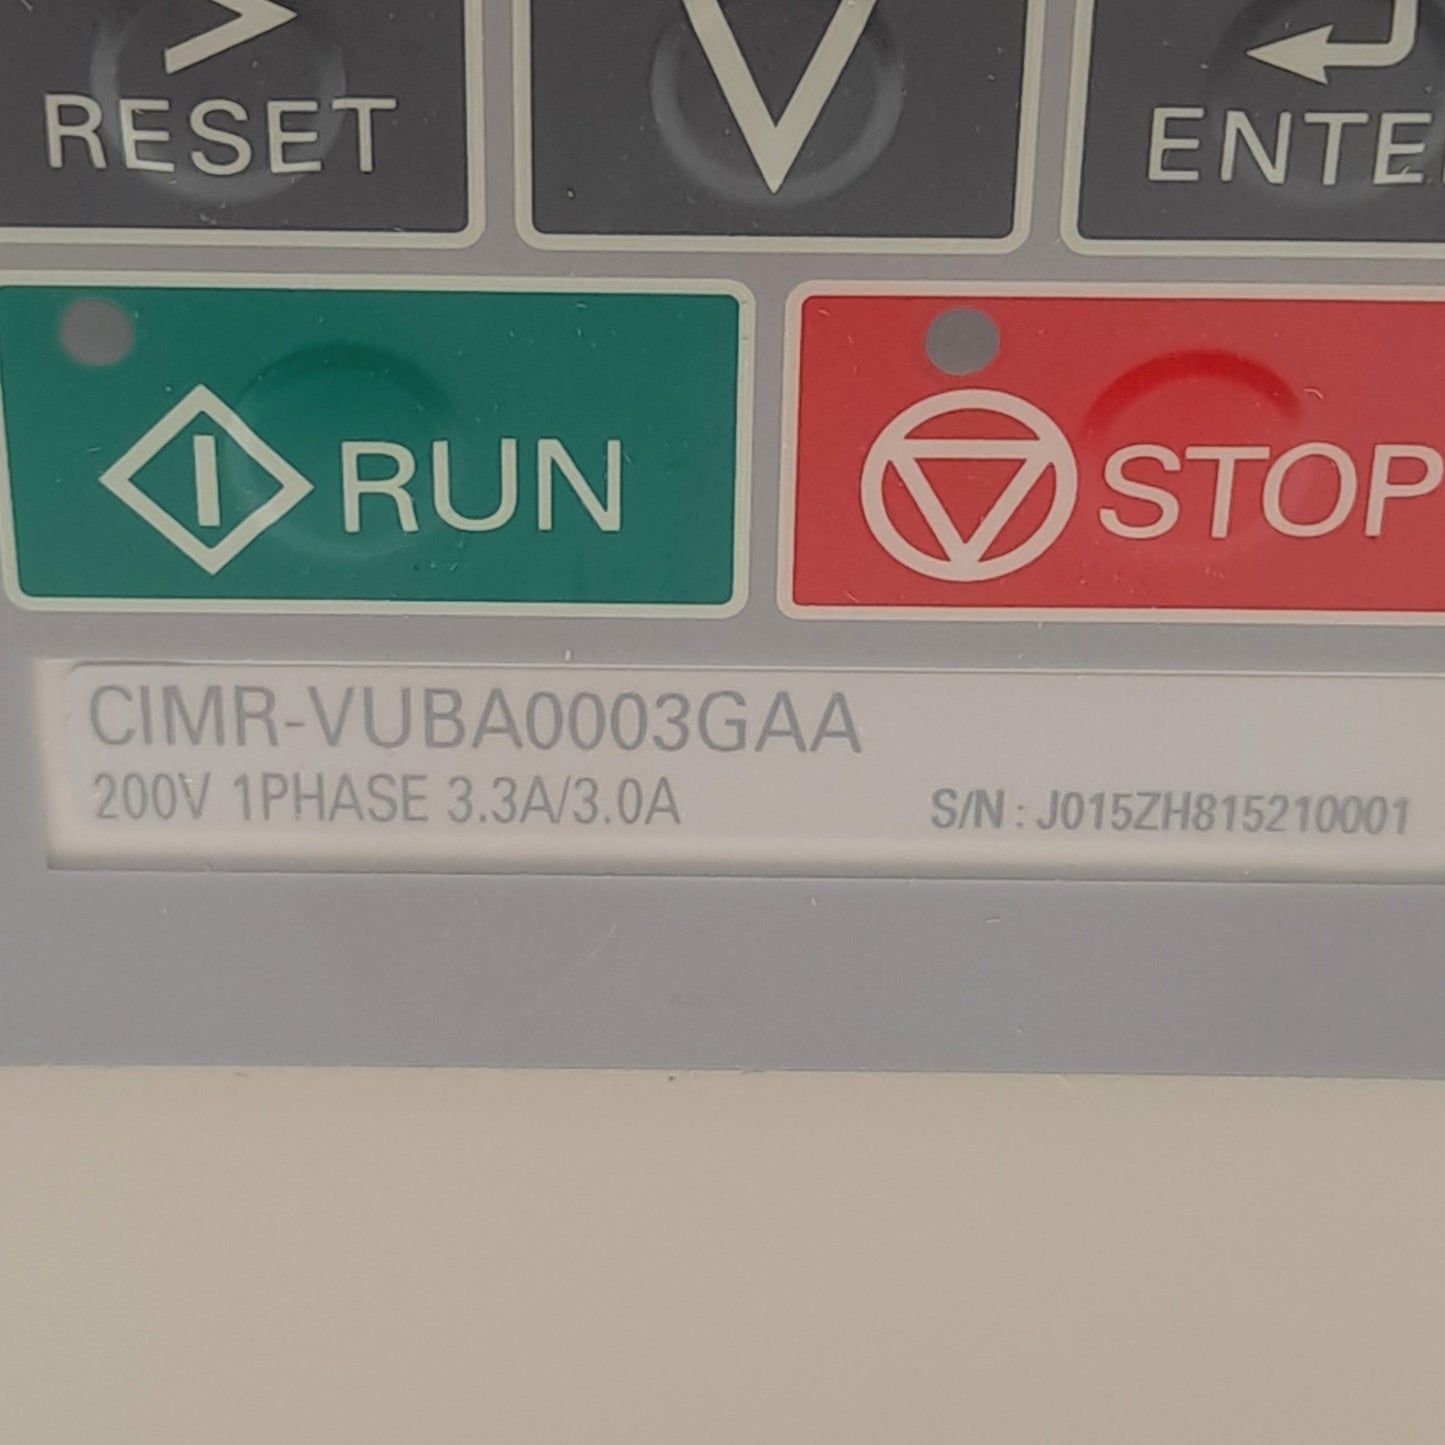 RESET
ENTE
RUN
STOP
CIMR-VUBA0003GAA
200V 1PHASE 3.3A/3.0A
S/N : J015ZH815210001